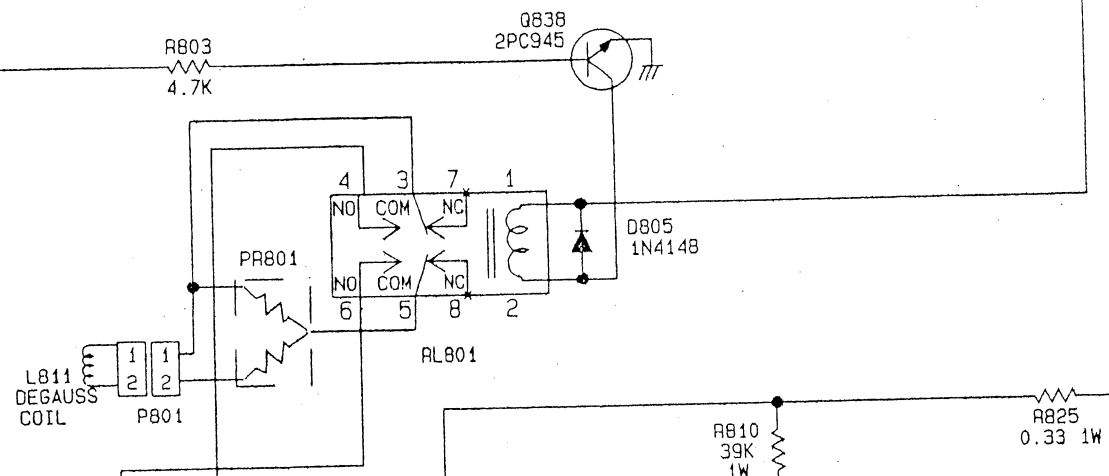 Q838
2PC945
R803
4.7K
4 3 7 1
NO COM NC
D805
1N4148
PR801
NO COM NC
6 5 8 2
RL801
1 1
2 2
L811
DEGAUSS
COIL
P801
R810
39K
1W
R825
0.33 1W